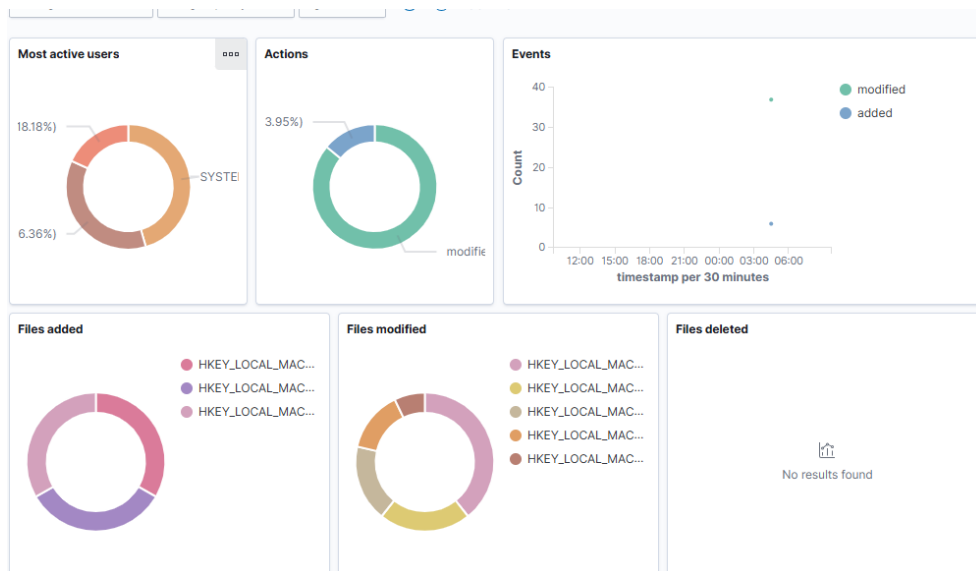 Most active users
Actions
Events
18.18%)
SYSTE
6.36%)
3.95%)
modifie
Count
40
30
20
10
0
12:00 15:00 18:00 21:00 00:00 03:00 06:00
timestamp per 30 minutes
modified
added
Files added
HKEY_LOCAL_MAC...
HKEY_LOCAL_MAC...
HKEY_LOCAL_MAC...
Files modified
HKEY_LOCAL_MAC...
HKEY_LOCAL_MAC...
HKEY_LOCAL_MAC...
HKEY_LOCAL_MAC...
HKEY_LOCAL_MAC...
Files deleted
No results found